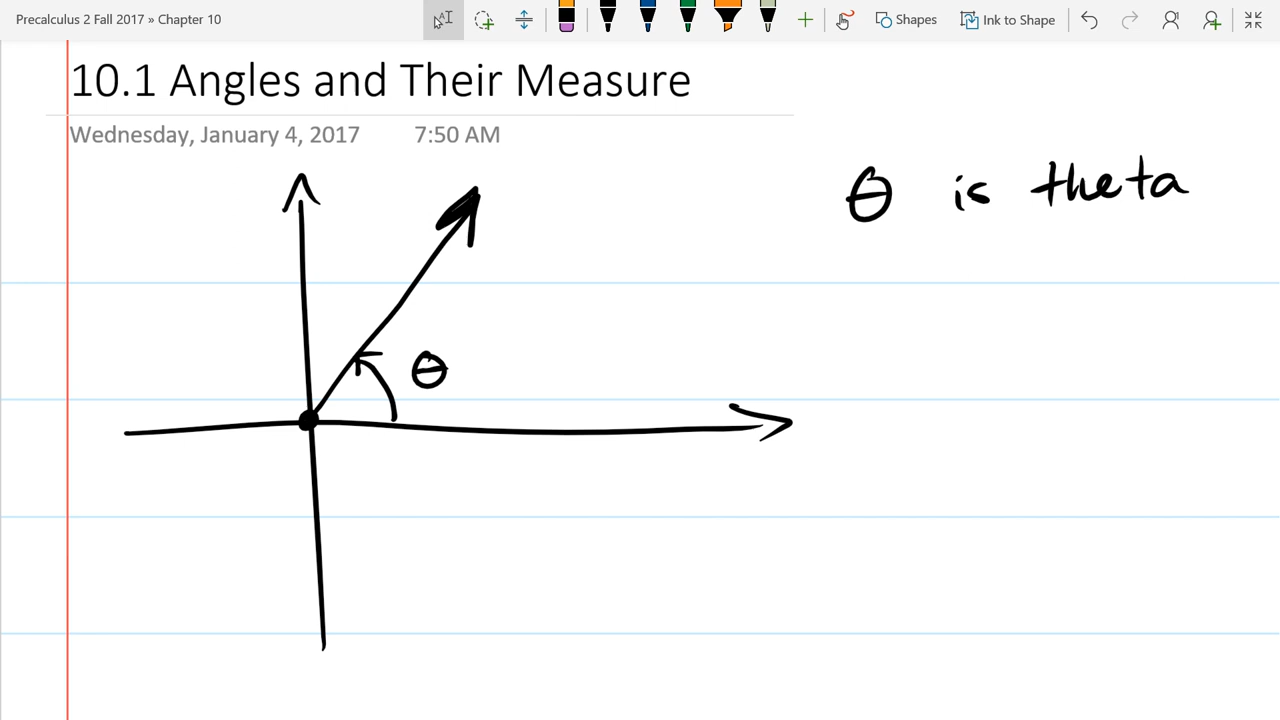 Precalculus 2 Fall 2017 » Chapter 10
Shapes
Ink to Shape
10.1 Angles and Their Measure
Wednesday, January 4, 2017 7:50 AM
θ is theta
θ